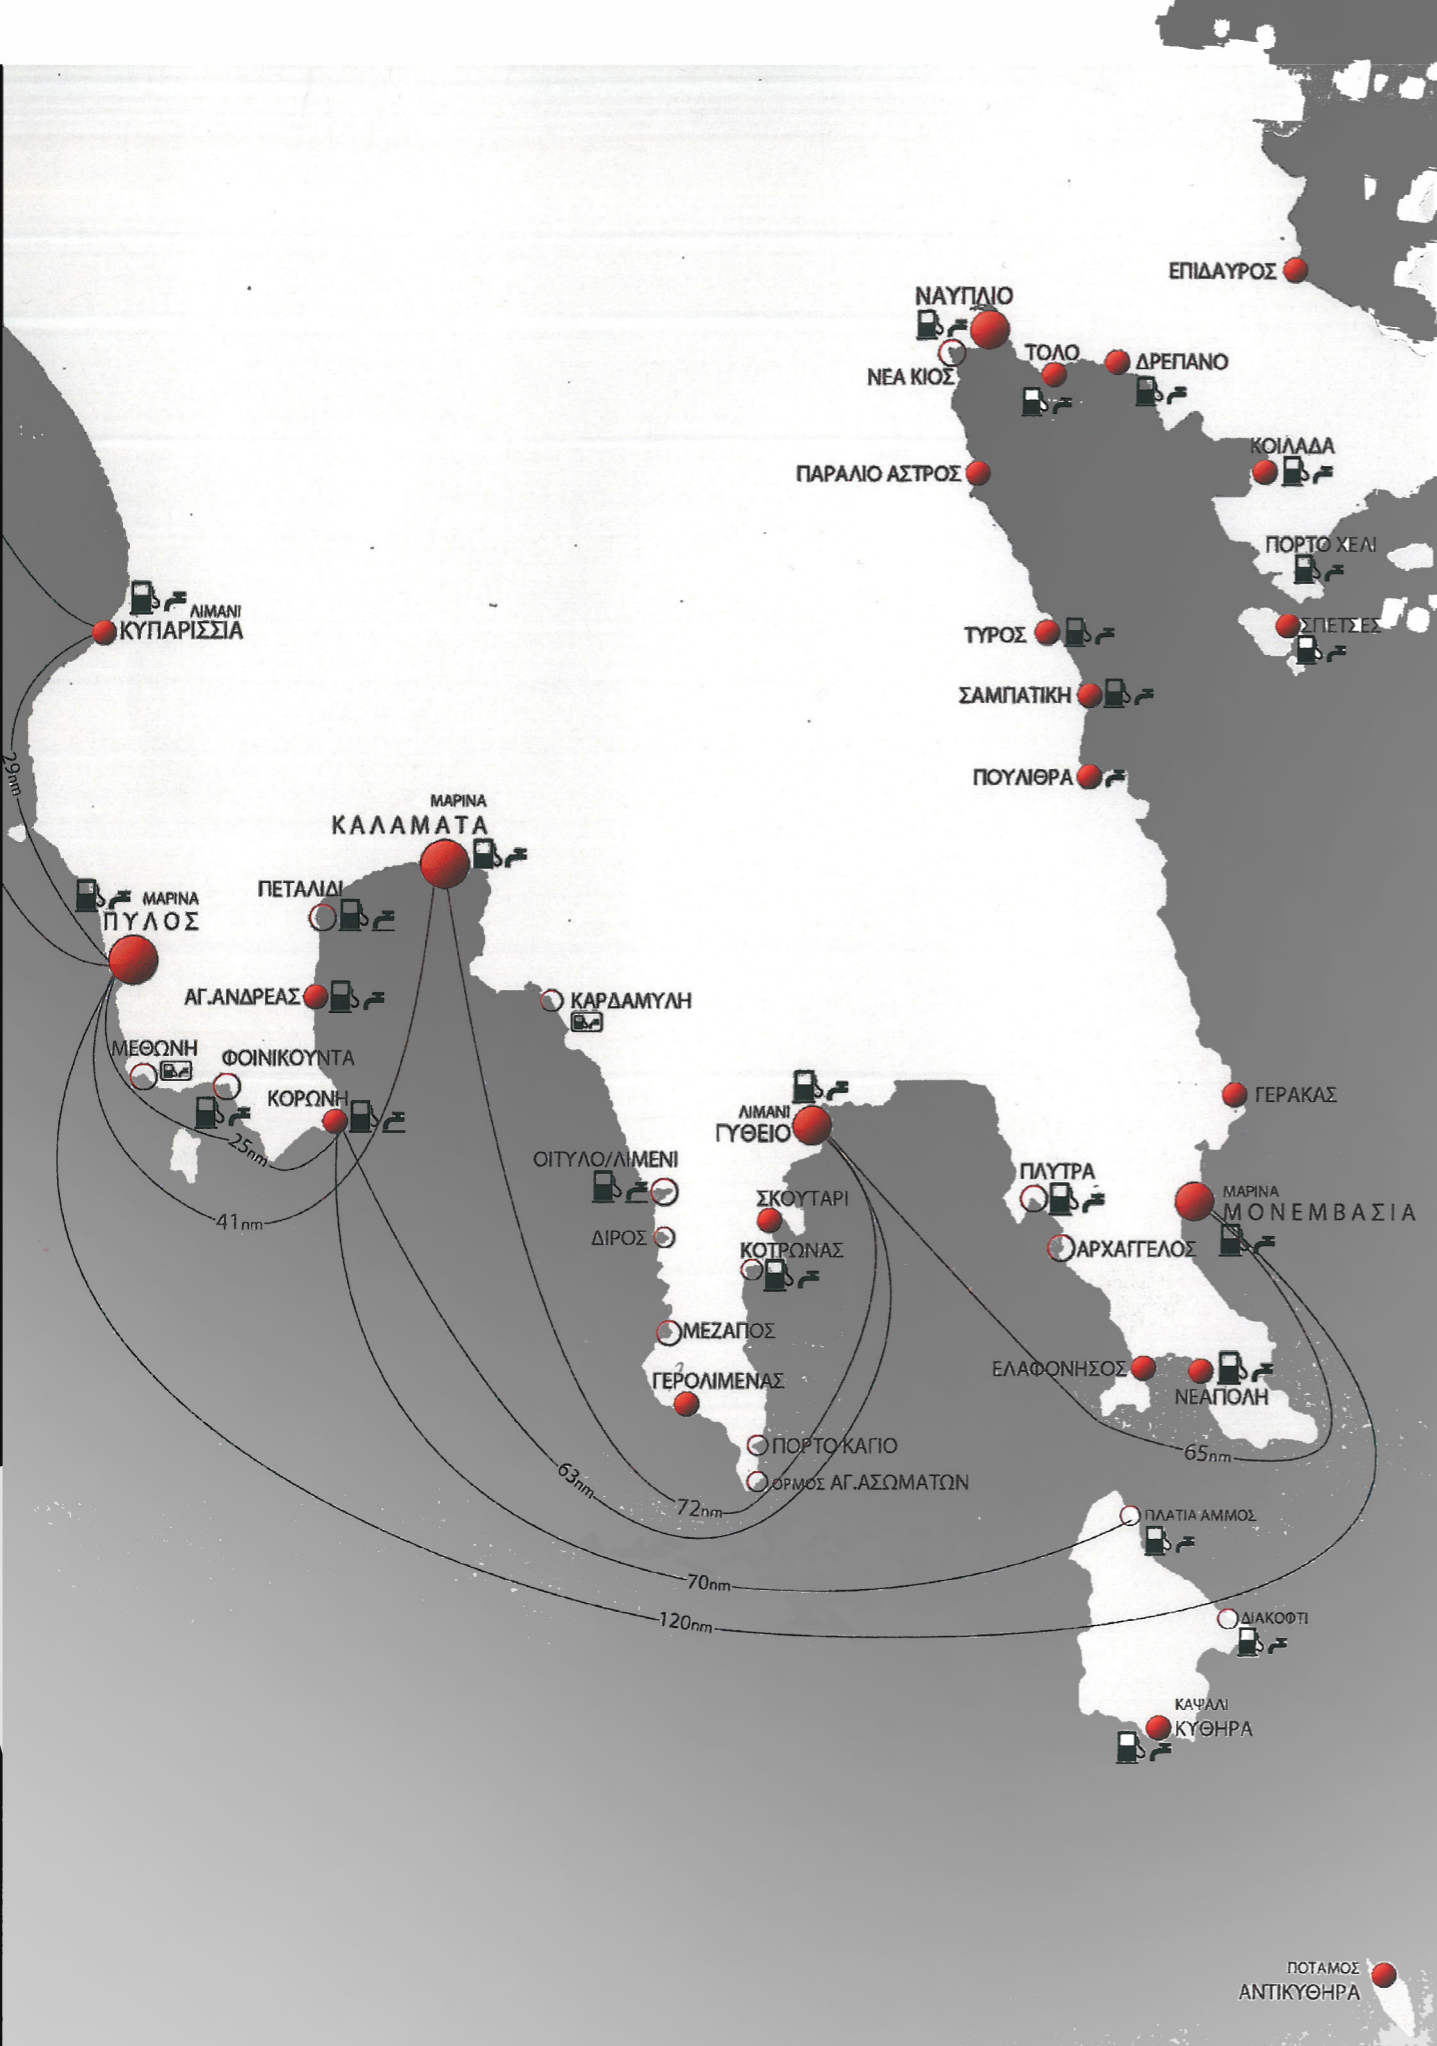 ΕΠΙΔΑΥΡΟΣ
ΝΑΥΠΛΙΟ
ΝΕΑ ΚΙΟΣ
ΤΟΛΟ
ΔΡΕΠΑΝΟ
ΚΟΙΛΑΔΑ
ΠΑΡΑΛΙΟ ΑΣΤΡΟΣ
ΠΟΡΤΟ ΧΕΛΙ
ΣΠΕΤΣΕΣ
ΛΙΜΑΝΙ
ΚΥΠΑΡΙΣΣΙΑ
ΤΥΡΟΣ
ΣΑΜΠΑΤΙΚΗ
ΠΟΥΛΙΘΡΑ
29nm
ΜΑΡΙΝΑ
ΚΑΛΑΜΑΤΑ
ΠΕΤΑΛΙΔΙ
ΜΑΡΙΝΑ
ΠΥΛΟΣ
ΑΓ.ΑΝΔΡΕΑΣ
ΚΑΡΔΑΜΥΛΗ
ΜΕΘΩΝΗ
ΦΟΙΝΙΚΟΥΝΤΑ
ΚΟΡΩΝΗ
25nm
41nm
ΛΙΜΑΝΙ
ΓΥΘΕΙΟ
ΓΕΡΑΚΑΣ
ΟΙΤΥΛΟ/ΛΙΜΕΝΙ
ΣΚΟΥΤΑΡΙ
ΠΛΥΤΡΑ
ΜΑΡΙΝΑ
ΜΟΝΕΜΒΑΣΙΑ
ΔΙΡΟΣ
ΚΟΤΡΩΝΑΣ
ΑΡΧΑΓΓΕΛΟΣ
ΜΕΖΑΠΟΣ
ΓΕΡΟΛΙΜΕΝΑΣ
ΕΛΑΦΟΝΗΣΟΣ
ΝΕΑΠΟΛΗ
ΠΟΡΤΟ ΚΑΓΙΟ
ΟΡΜΟΣ ΑΓ.ΑΣΩΜΑΤΩΝ
65nm
63nm
72nm
ΠΛΑΤΙΑ ΑΜΜΟΣ
70nm
120nm
ΔΙΑΚΟΦΤΙ
ΚΑΨΑΛΙ
ΚΥΘΗΡΑ
ΠΟΤΑΜΟΣ
ΑΝΤΙΚΥΘΗΡΑ